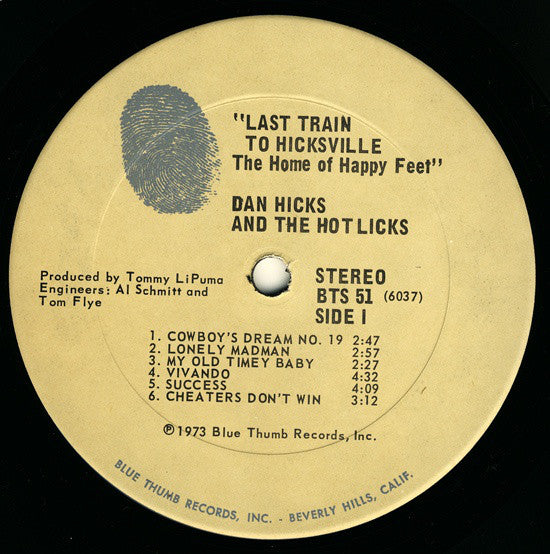 "LAST TRAIN
TO HICKSVILLE
The Home of Happy Feet"
DAN HICKS
AND THE HOT LICKS
Produced by Tommy LiPuma
Engineers: Al Schmitt and
Tom Flye
STEREO
BTS 51 (6037)
SIDE I
1. COWBOY'S DREAM NO. 19 2:47
2. LONELY MADMAN 2:57
3. MY OLD TIMEY BABY 2:27
4. VIVANDO 4:32
5. SUCCESS 4:09
6. CHEATERS DON'T WIN 3:12
℗1973 Blue Thumb Records, Inc.
BLUE THUMB RECORDS, INC. - BEVERLY HILLS, CALIF.